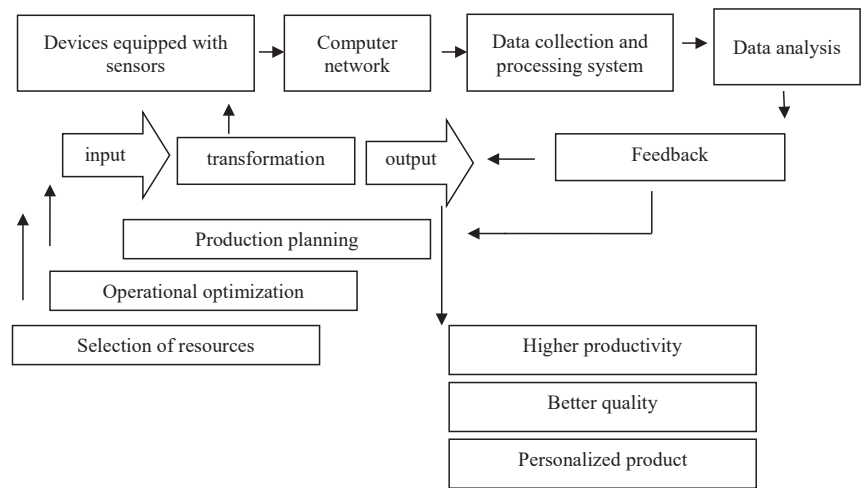 Devices equipped with
sensors
Computer
network
Data collection and
processing system
Data analysis
input
transformation
output
Feedback
Production planning
Operational optimization
Selection of resources
Higher productivity
Better quality
Personalized product